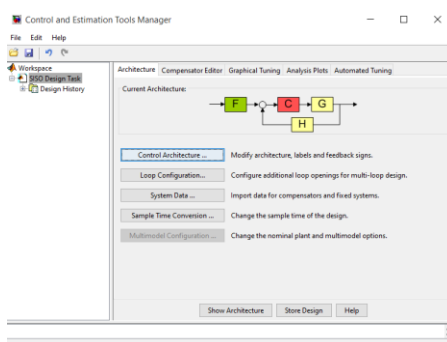 Control and Estimation Tools Manager
File Edit Help
Workspace
SISO Design Task
Design History
Architecture Compensator Editor Graphical Tuning Analysis Plots Automated Tuning
Current Architecture:
F C G
H
Control Architecture ... Modify architecture, labels and feedback signs.
Loop Configuration... Configure additional loop openings for multi-loop design.
System Data ... Import data for compensators and fixed systems.
Sample Time Conversion ... Change the sample time of the design.
Multimodel Configuration ... Change the nominal plant and multimodel options.
Show Architecture Store Design Help